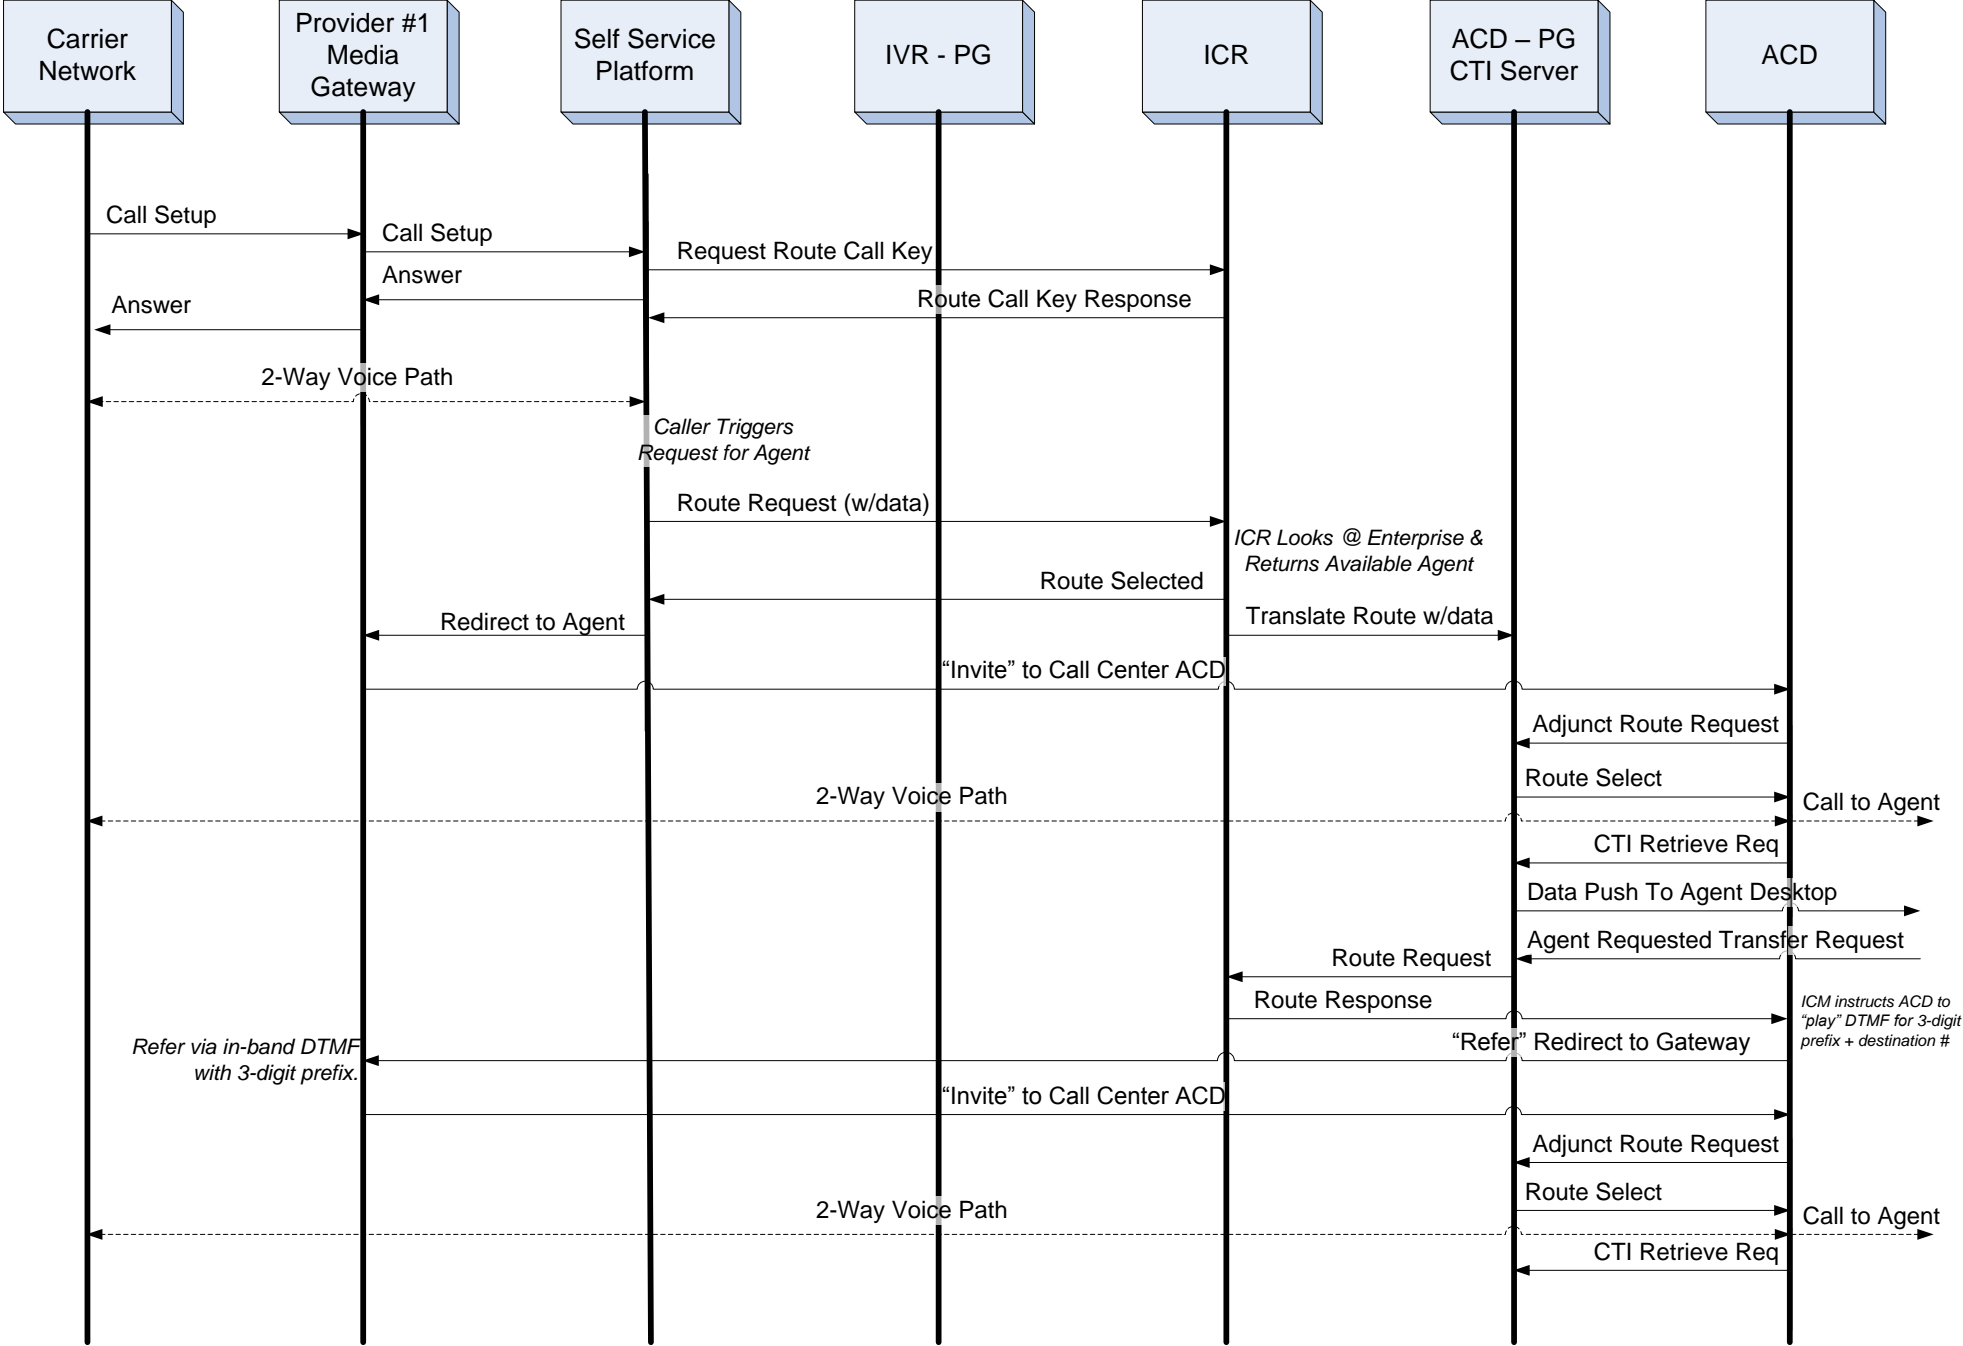 Carrier
Network
Provider #1
Media
Gateway
Self Service
Platform
IVR - PG
ICR
ACD – PG
CTI Server
ACD
Call Setup
Call Setup
Request Route Call Key
Answer
Route Call Key Response
Answer
2-Way Voice Path
Caller Triggers
Request for Agent
Route Request (w/data)
ICR Looks @ Enterprise &
Returns Available Agent
Route Selected
Redirect to Agent
Translate Route w/data
“Invite” to Call Center ACD
Adjunct Route Request
Route Select
2-Way Voice Path
Call to Agent
CTI Retrieve Req
Data Push To Agent Desktop
Agent Requested Transfer Request
Route Request
Route Response
ICM instructs ACD to
“play” DTMF for 3-digit
prefix + destination #
“Refer” Redirect to Gateway
Refer via in-band DTMF
with 3-digit prefix.
“Invite” to Call Center ACD
Adjunct Route Request
Route Select
2-Way Voice Path
Call to Agent
CTI Retrieve Req